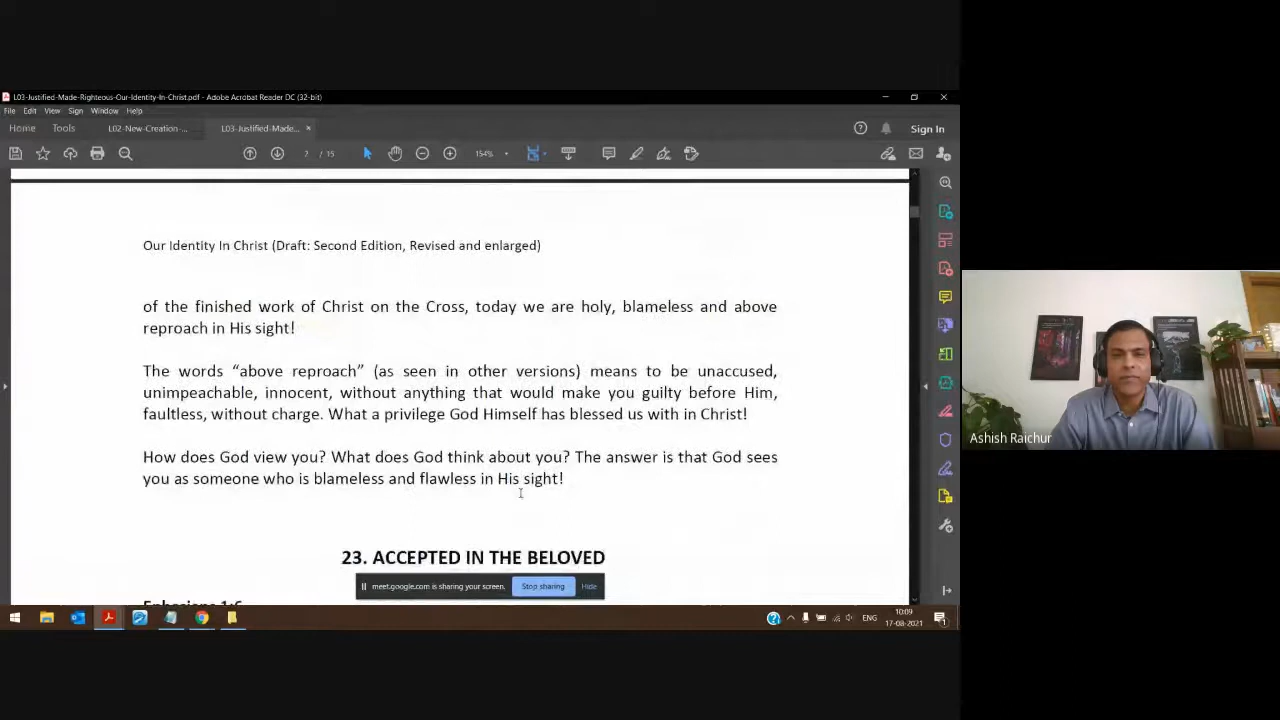 L03-Justified-Made-Righteous-Our-Identity-In-Christ.pdf - Adobe Acrobat Reader DC (32-bit)
File Edit View Sign Window Help
Home Tools L02-New-Creation-... L03-Justified-Made... × Sign In
2 / 15 154%
Our Identity In Christ (Draft: Second Edition, Revised and enlarged)
of the finished work of Christ on the Cross, today we are holy, blameless and above
reproach in His sight!
The words “above reproach” (as seen in other versions) means to be unaccused,
unimpeachable, innocent, without anything that would make you guilty before Him,
faultless, without charge. What a privilege God Himself has blessed us with in Christ!
How does God view you? What does God think about you? The answer is that God sees
you as someone who is blameless and flawless in His sight!
23. ACCEPTED IN THE BELOVED
meet.google.com is sharing your screen. Stop sharing Hide
Ephesians 1:6
ENG
10:09
17-08-2021
Ashish Raichur